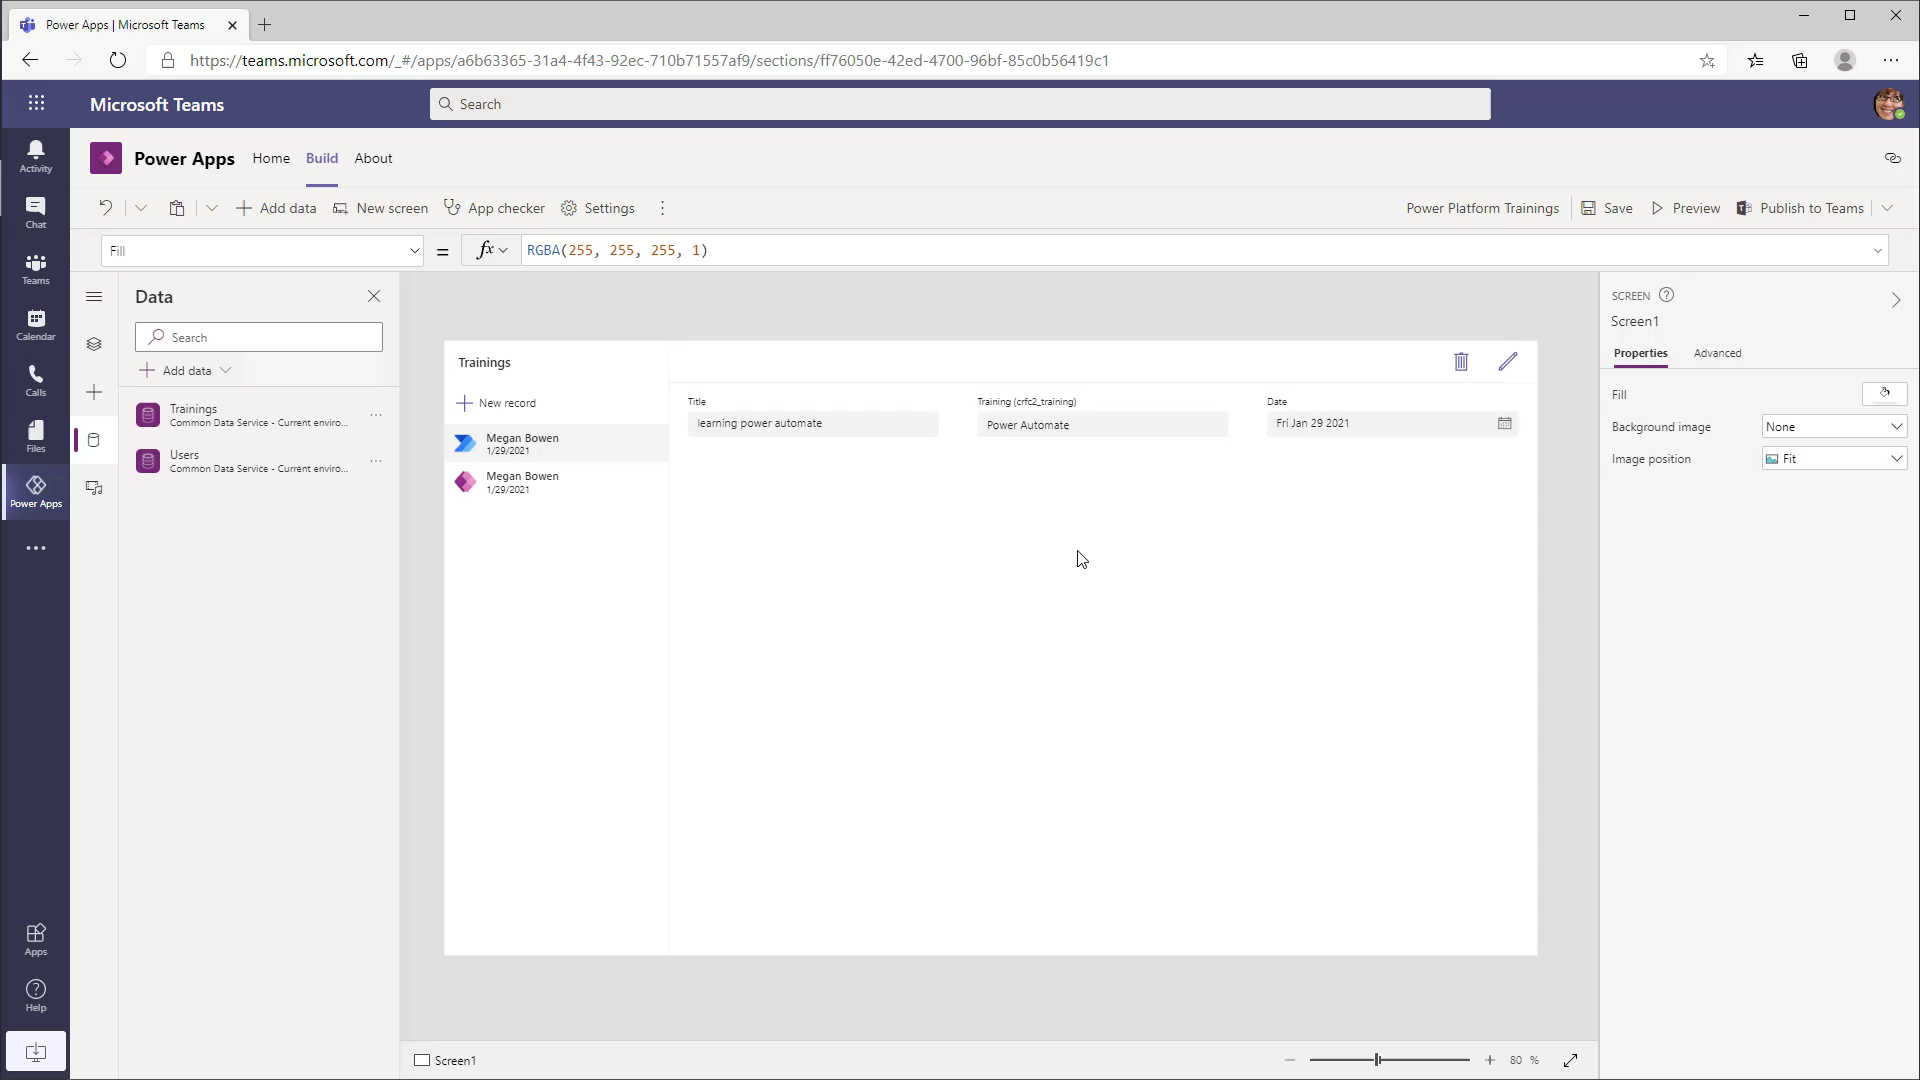 Power Apps | Microsoft Teams
https://teams.microsoft.com/_#/apps/a6b63365-31a4-4f43-92ec-710b71557af9/sections/ff76050e-42ed-4700-96bf-85c0b56419c1
Microsoft Teams
Search
Activity
Chat
Teams
Calendar
Calls
Files
Power Apps
Apps
Help
Power Apps
Home
Build
About
Add data
New screen
App checker
Settings
Power Platform Trainings
Save
Preview
Publish to Teams
Fill
=
fx
RGBA(255, 255, 255, 1)
Data
Search
Add data
Trainings
Common Data Service - Current enviro...
Users
Common Data Service - Current enviro...
Trainings
New record
Megan Bowen
1/29/2021
Megan Bowen
1/29/2021
Title
learning power automate
Training (crfc2_training)
Power Automate
Date
Fri Jan 29 2021
SCREEN
Screen1
Properties
Advanced
Fill
Background image
None
Image position
Fit
Screen1
80 %